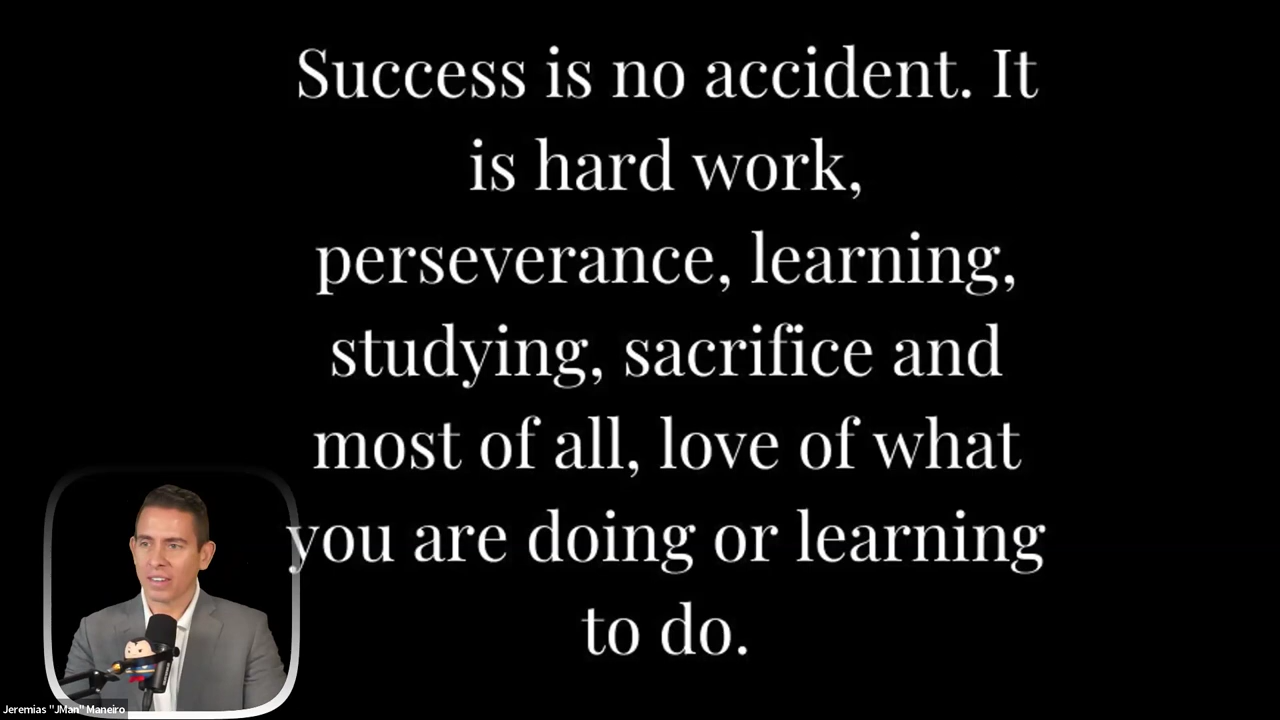 Success is no accident. It
is hard work,
perseverance, learning,
studying, sacrifice and
most of all, love of what
you are doing or learning
to do.
Jeremias "JMan" Maneiro